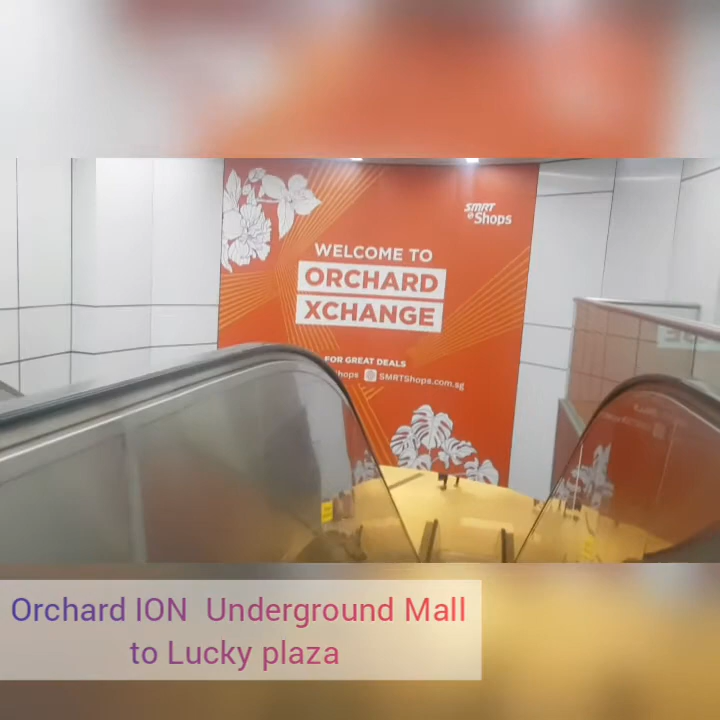 SMRT
@Shops
WELCOME TO
ORCHARD
XCHANGE
FOR GREAT DEALS
hops SMRTShops.com.sg
Orchard ION Underground Mall
to Lucky plaza